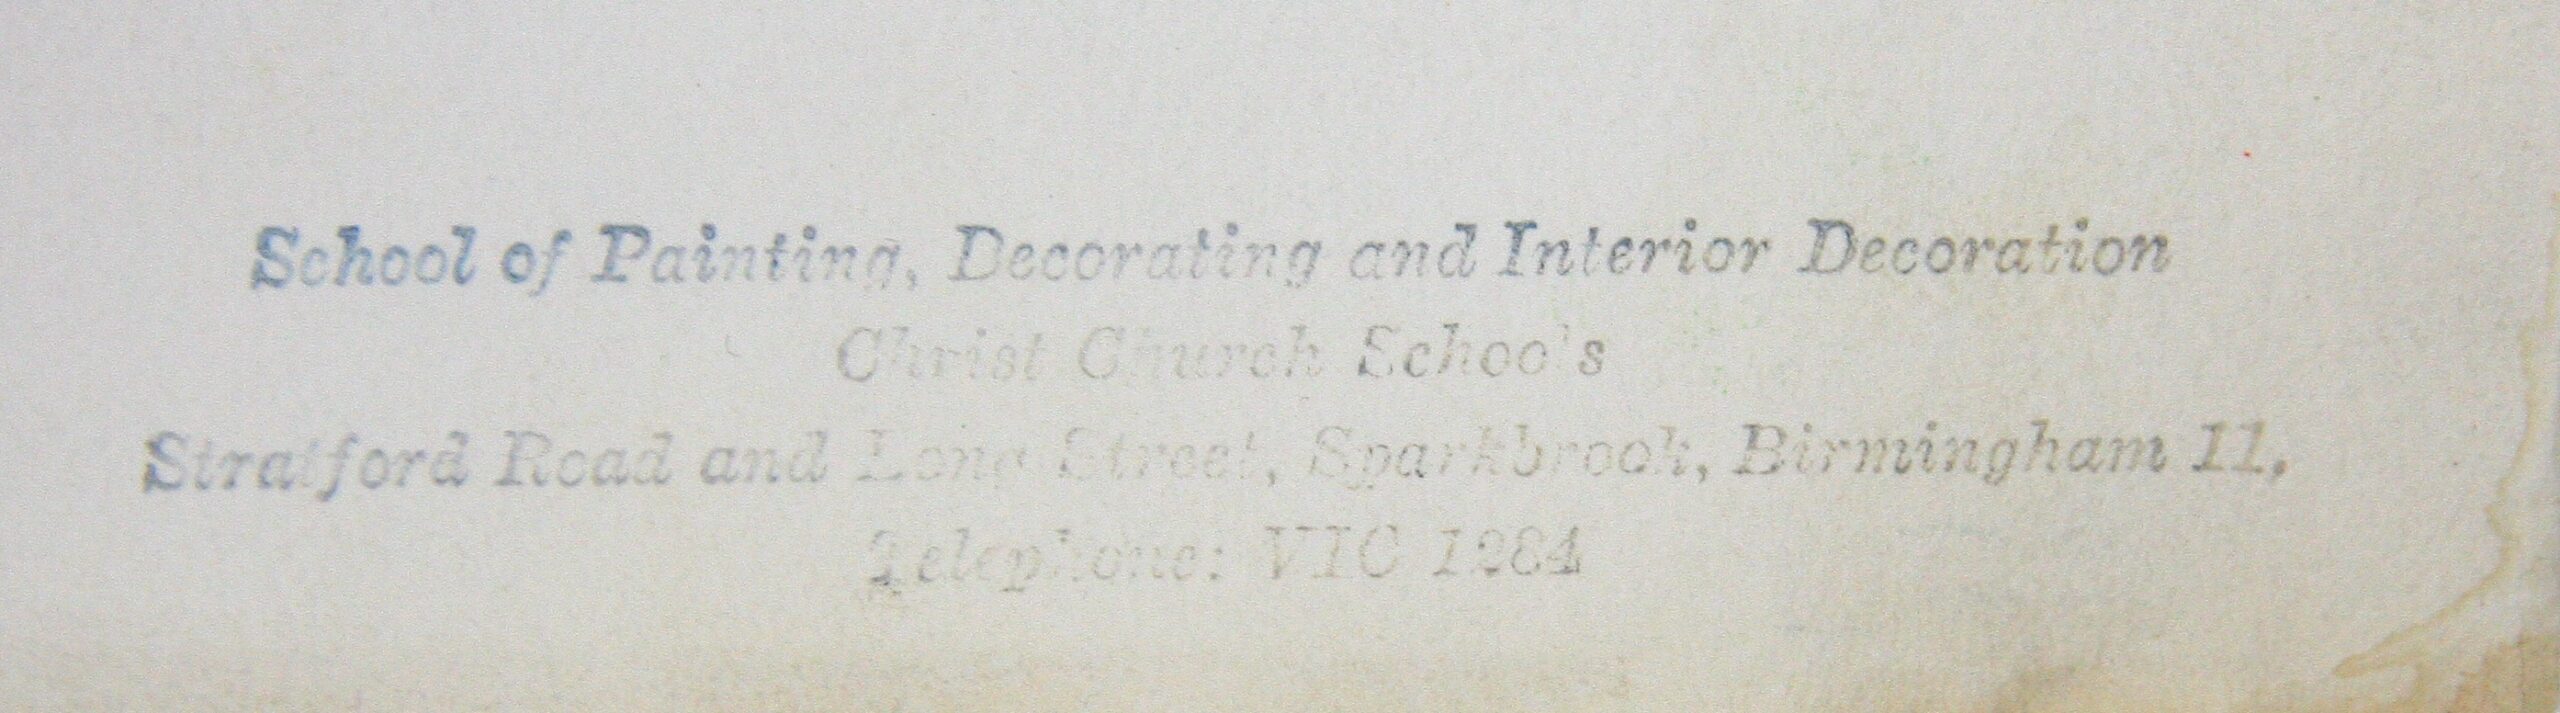 School of Painting, Decorating and Interior Decoration
Christ Church Schools
Stratford Road and Long Street, Sparkbrook, Birmingham 11.
Telephone: VIC 1284